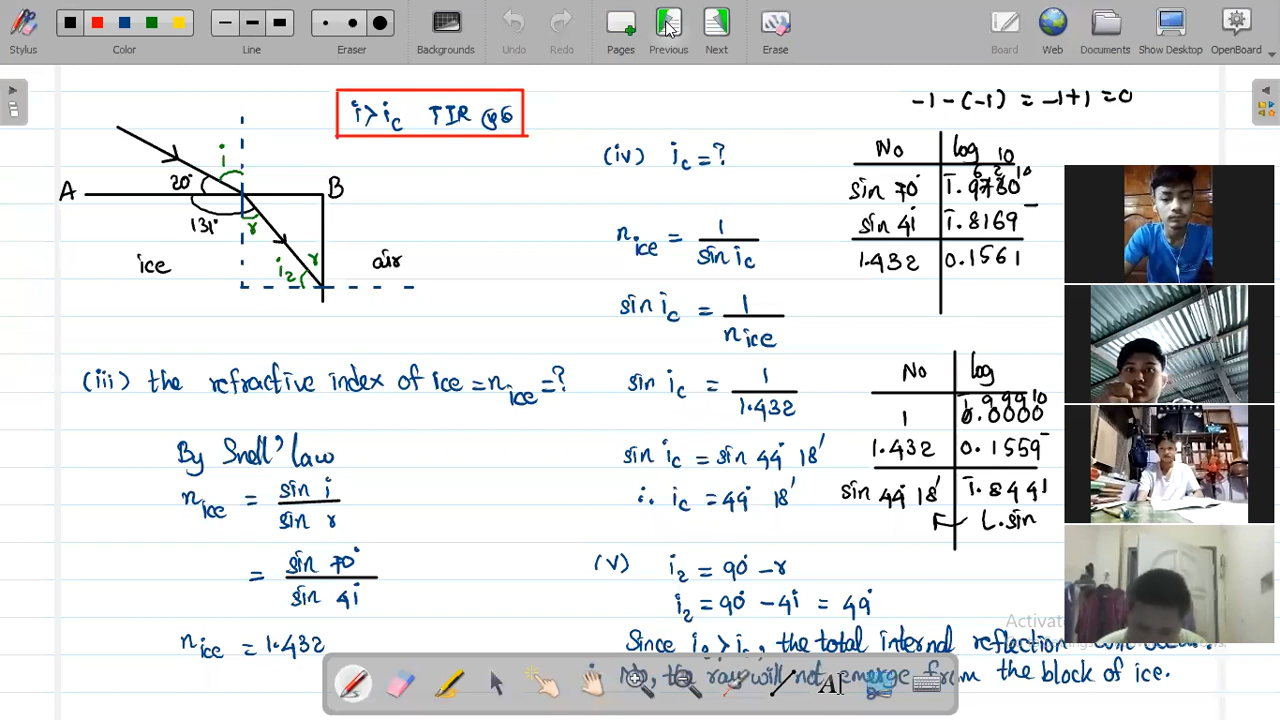 Stylus
Color
Line
Eraser
Backgrounds
Undo
Redo
Pages
Previous
Next
Erase
Board
Web
Documents
Show Desktop
OpenBoard
i > ic TIR
A
20°
i
B
131°
r
i2
r
ice
air
(iii) the refractive index of ice = nice = ?
By Snell' law
nice = sin i / sin r
= sin 70° / sin 41°
nice = 1.432
(iv) ic = ?
nice = 1 / sin ic
sin ic = 1 / nice
sin ic = 1 / 1.432
sin ic = sin 44° 18'
∴ ic = 44° 18'
(v) i2 = 90° - r
i2 = 90° - 41° = 49°
Since i2 > ic, the total internal reflection
No, the ray will not emerge from the block of ice.
-1-(-1) = -1+1 = 0
No log10
sin 70°
sin 41° 1̄.8169
1.432 0.1561
No log
1 0.0000
1.432 0.1559
sin 44° 18' 1̄.8441
L.sin
Activat